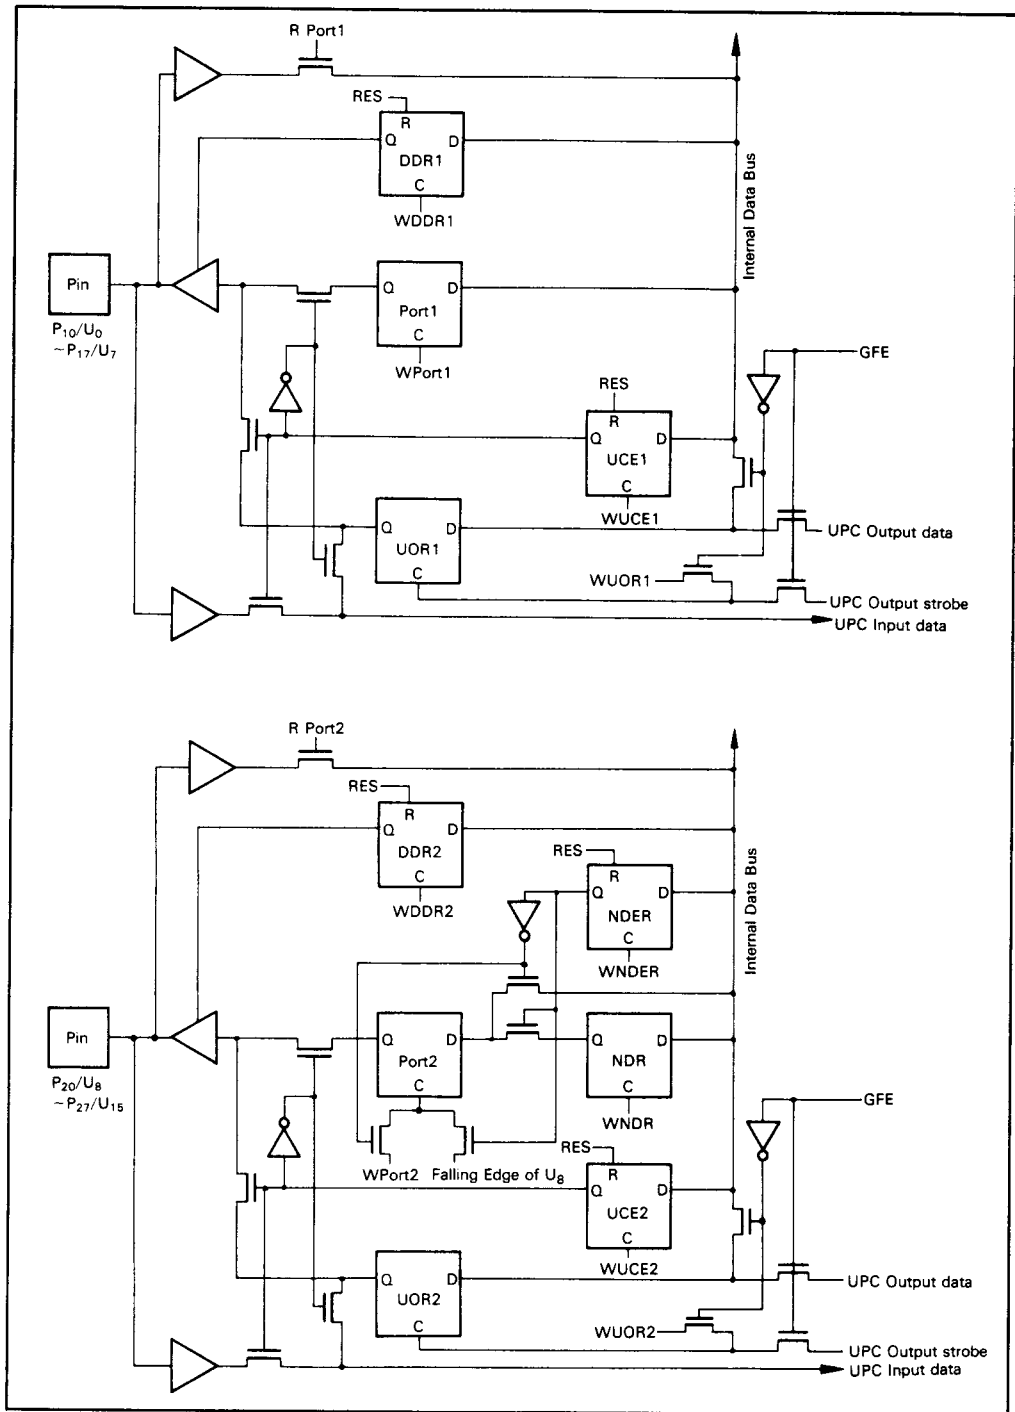 R Port1
RES
R
Q
D
DDR1
C
WDDR1
Internal Data Bus
Pin
Q
D
Port1
C
WPort1
P10/U0
~P17/U7
GFE
RES
R
Q
D
UCE1
C
WUCE1
Q
D
UOR1
C
UPC Output data
WUOR1
UPC Output strobe
UPC Input data
R Port2
RES
R
Q
D
DDR2
C
WDDR2
RES
R
Q
D
NDER
C
WNDER
Internal Data Bus
Pin
Q
D
Port2
C
Q
D
NDR
C
WNDR
P20/U8
~P27/U15
GFE
WPort2
Falling Edge of U8
RES
R
Q
D
UCE2
C
WUCE2
Q
D
UOR2
C
UPC Output data
WUOR2
UPC Output strobe
UPC Input data